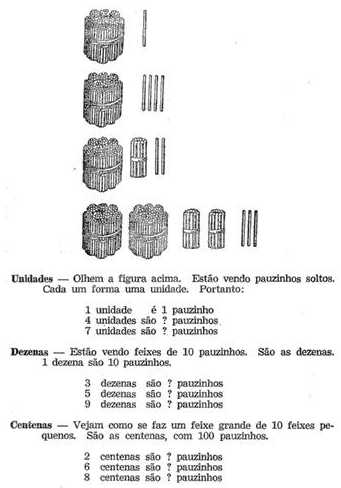 Unidades — Olhem a figura acima. Estão vendo pauzinhos soltos.
Cada um forma uma unidade. Portanto:
1 unidade é 1 pauzinho
4 unidades são ? pauzinhos
7 unidades são ? pauzinhos
Dezenas — Estão vendo feixes de 10 pauzinhos. São as dezenas.
1 dezena são 10 pauzinhos.
3 dezenas são ? pauzinhos
5 dezenas são ? pauzinhos
9 dezenas são ? pauzinhos
Centenas — Vejam como se faz um feixe grande de 10 feixes pe-
quenos. São as centenas, com 100 pauzinhos.
2 centenas são ? pauzinhos
6 centenas são ? pauzinhos
8 centenas são ? pauzinhos